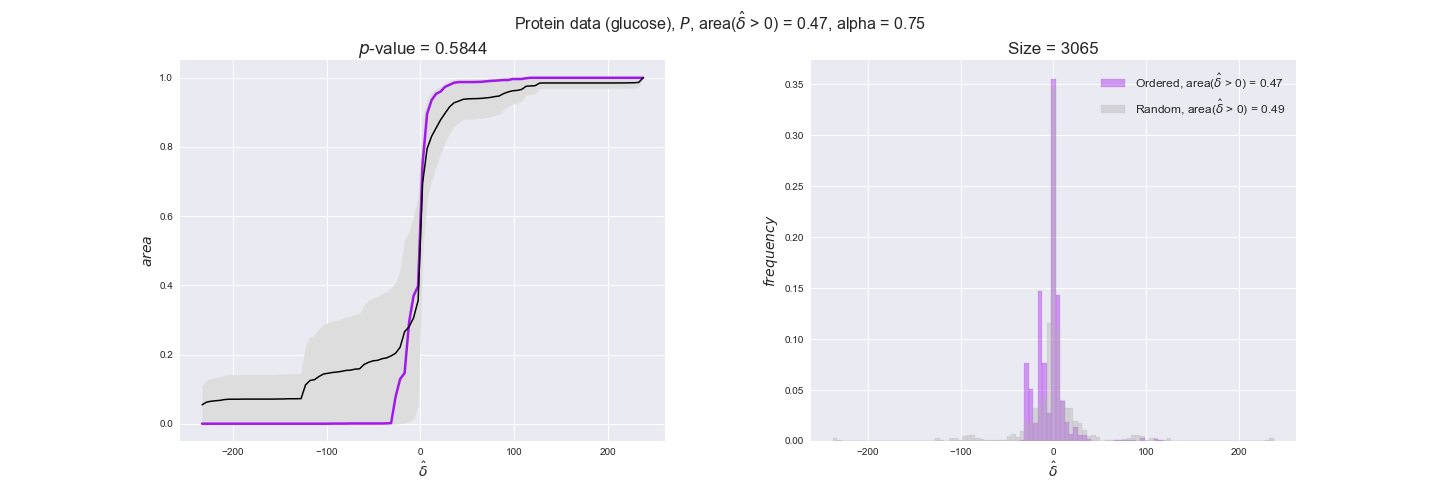 Protein data (glucose), P, area(δ̂ > 0) = 0.47, alpha = 0.75
p-value = 0.5844
1.0
0.8
0.6
0.4
0.2
0.0
area
−200 −100 0 100 200
δ̂
Size = 3065
Ordered, area(δ̂ > 0) = 0.47
Random, area(δ̂ > 0) = 0.49
0.35
0.30
0.25
0.20
0.15
0.10
0.05
0.00
frequency
−200 −100 0 100 200
δ̂